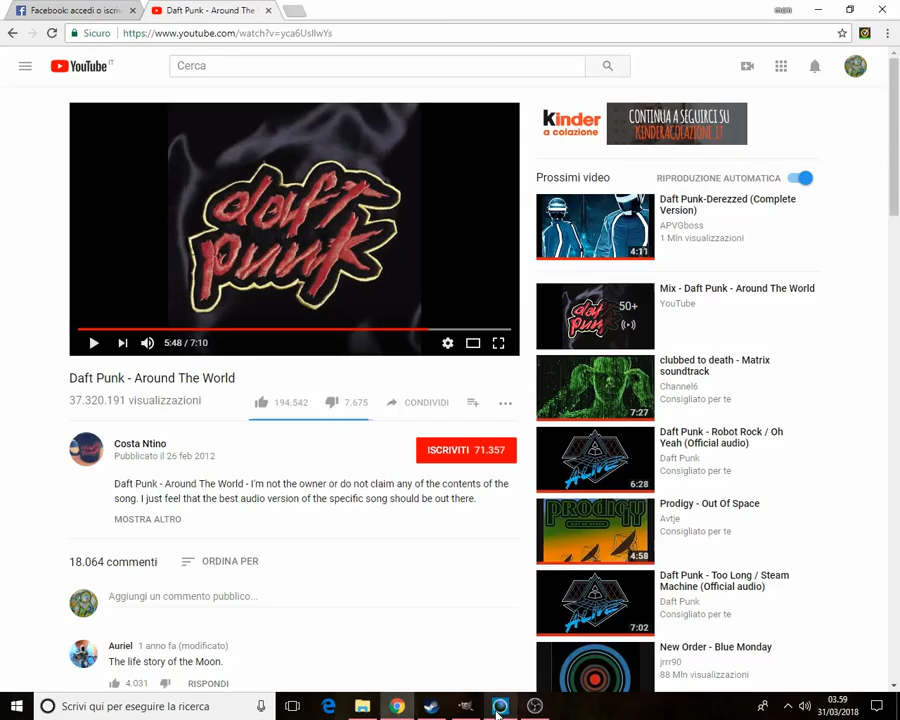 Facebook: accedi o iscriv
Daft Punk - Around The W
mqm
Sicuro
https://www.youtube.com/watch?v=yca6UsllwYs
YouTube IT
Cerca
daft
punk
5:48 / 7:10
kinder
a colazione
CONTINUA A SEGUIRCI SU
KINDERACOLAZIONE.IT
Prossimi video
RIPRODUZIONE AUTOMATICA
4:11
Daft Punk-Derezzed (Complete
Version)
APVGboss
1 Mln visualizzazioni
daft
punk
50+
Mix - Daft Punk - Around The World
YouTube
7:27
clubbed to death - Matrix
soundtrack
Channel6
Consigliato per te
ALIVE
6:28
Daft Punk - Robot Rock / Oh
Yeah (Official audio)
Daft Punk
Consigliato per te
PRODIGY
OUT OF SPACE
4:58
Prodigy - Out Of Space
Avtje
Consigliato per te
ALIVE
7:02
Daft Punk - Too Long / Steam
Machine (Official audio)
Daft Punk
Consigliato per te
New Order - Blue Monday
jrrr90
88 Mln visualizzazioni
Daft Punk - Around The World
37.320.191 visualizzazioni
194.542
7.675
CONDIVIDI
Costa Ntino
Pubblicato il 26 feb 2012
ISCRIVITI 71.357
Daft Punk - Around The World - I'm not the owner or do not claim any of the contents of the
song. I just feel that the best audio version of the specific song should be out there.
MOSTRA ALTRO
18.064 commenti
ORDINA PER
Aggiungi un commento pubblico...
Auriel 1 anno fa (modificato)
The life story of the Moon.
4.031
RISPONDI
Scrivi qui per eseguire la ricerca
03.59
31/03/2018